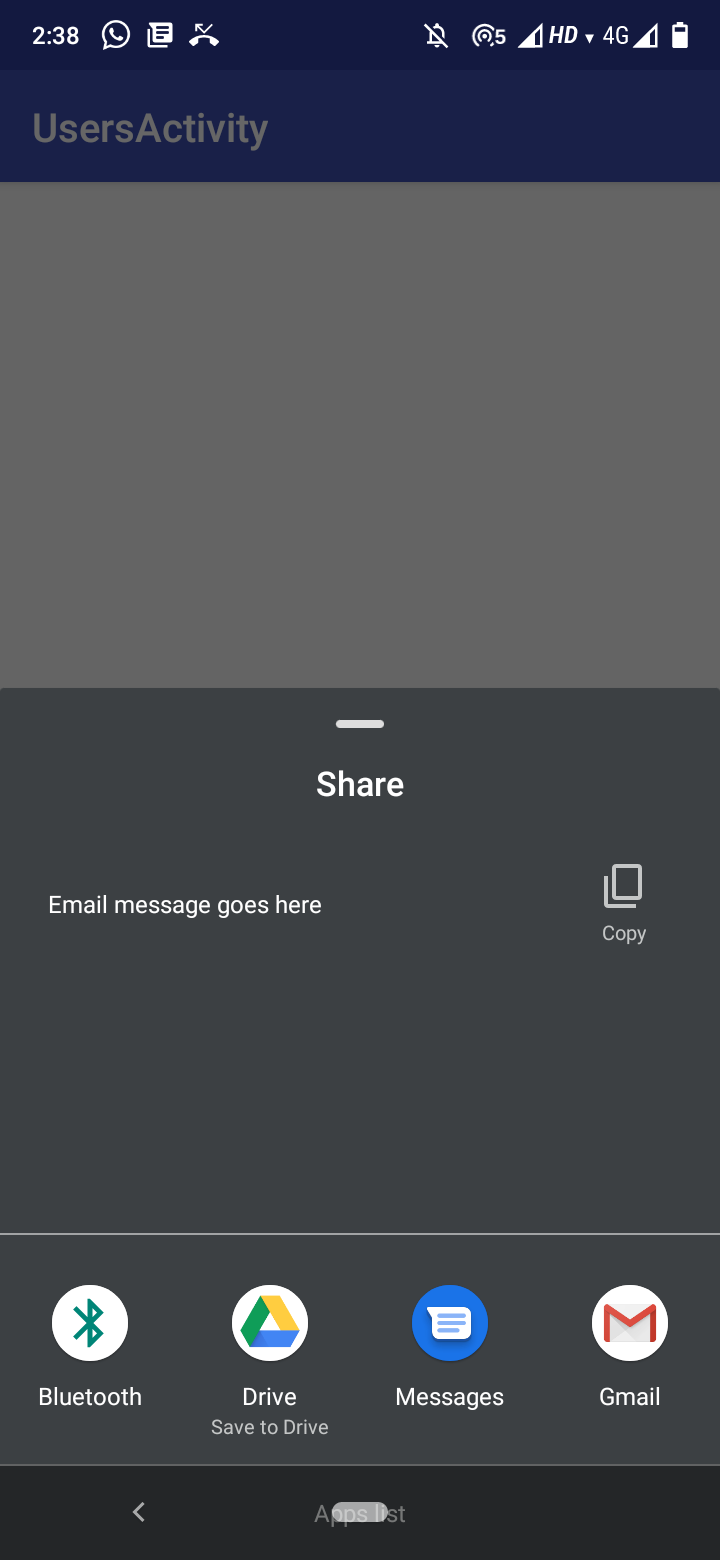 2:38
5 HD 4G
UsersActivity
Share
Email message goes here
Copy
Bluetooth
Drive
Save to Drive
Messages
Gmail
Apps list